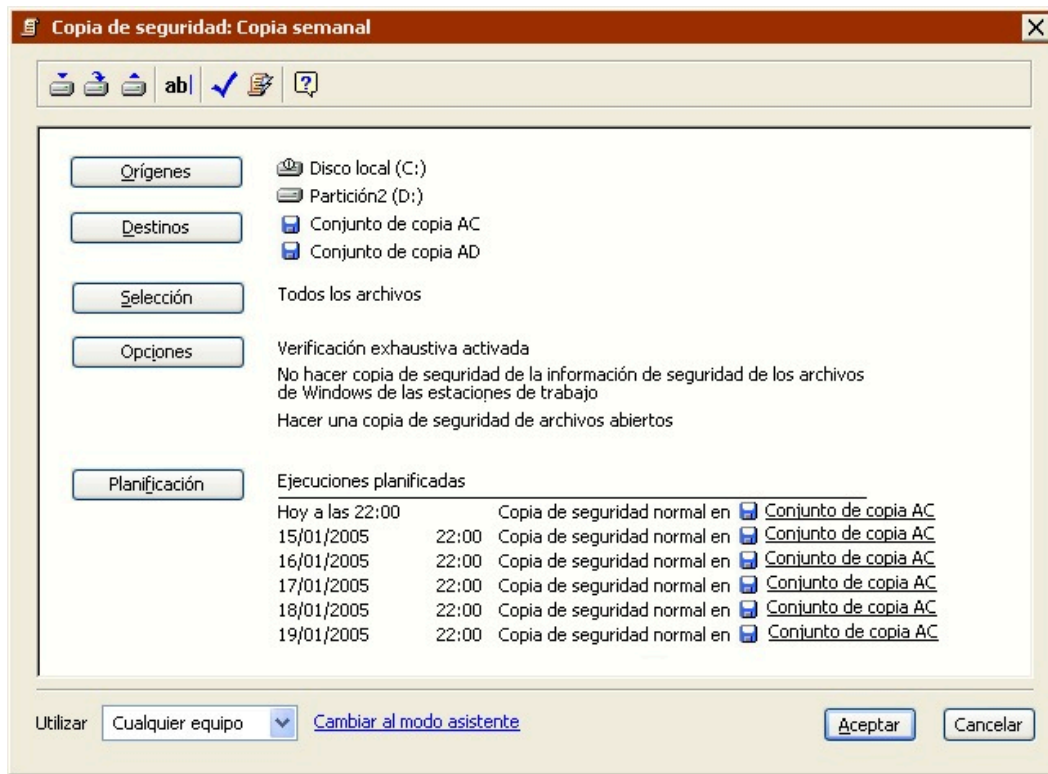 Copia de seguridad: Copia semanal
ab|
Orígenes
Disco local (C:)
Partición2 (D:)
Destinos
Conjunto de copia AC
Conjunto de copia AD
Selección
Todos los archivos
Opciones
Verificación exhaustiva activada
No hacer copia de seguridad de la información de seguridad de los archivos
de Windows de las estaciones de trabajo
Hacer una copia de seguridad de archivos abiertos
Planificación
Ejecuciones planificadas
Hoy a las 22:00 Copia de seguridad normal en Conjunto de copia AC
15/01/2005 22:00 Copia de seguridad normal en Conjunto de copia AC
16/01/2005 22:00 Copia de seguridad normal en Conjunto de copia AC
17/01/2005 22:00 Copia de seguridad normal en Conjunto de copia AC
18/01/2005 22:00 Copia de seguridad normal en Conjunto de copia AC
19/01/2005 22:00 Copia de seguridad normal en Conjunto de copia AC
Utilizar Cualquier equipo Cambiar al modo asistente Aceptar Cancelar